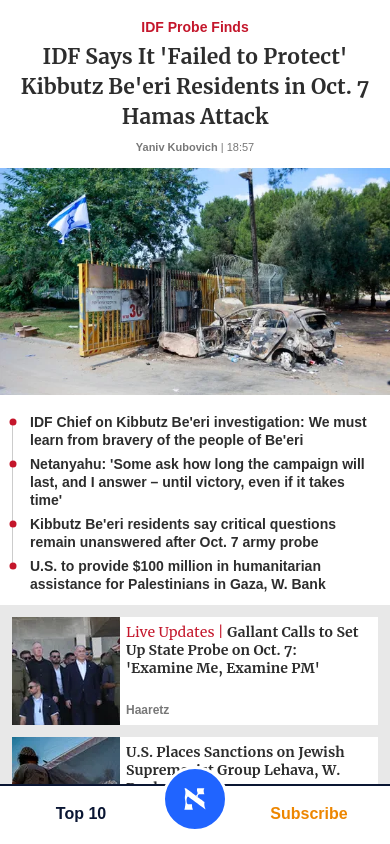 IDF Probe Finds
IDF Says It 'Failed to Protect'
Kibbutz Be'eri Residents in Oct. 7
Hamas Attack
Yaniv Kubovich | 18:57
IDF Chief on Kibbutz Be'eri investigation: We must
learn from bravery of the people of Be'eri
Netanyahu: 'Some ask how long the campaign will
last, and I answer – until victory, even if it takes
time'
Kibbutz Be'eri residents say critical questions
remain unanswered after Oct. 7 army probe
U.S. to provide $100 million in humanitarian
assistance for Palestinians in Gaza, W. Bank
Live Updates | Gallant Calls to Set
Up State Probe on Oct. 7:
'Examine Me, Examine PM'
Haaretz
U.S. Places Sanctions on Jewish
Group Lehava, W.
Top 10
Subscribe